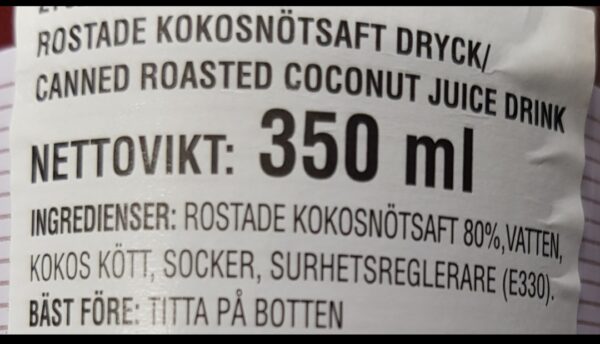 ROSTADE KOKOSNÖTSAFT DRYCK/
CANNED ROASTED COCONUT JUICE DRINK
NETTOVIKT: 350 ml
INGREDIENSER: ROSTADE KOKOSNÖTSAFT 80%,VATTEN,
KOKOS KÖTT, SOCKER, SURHETSREGLERARE (E330).
BÄST FÖRE: TITTA PÅ BOTTEN